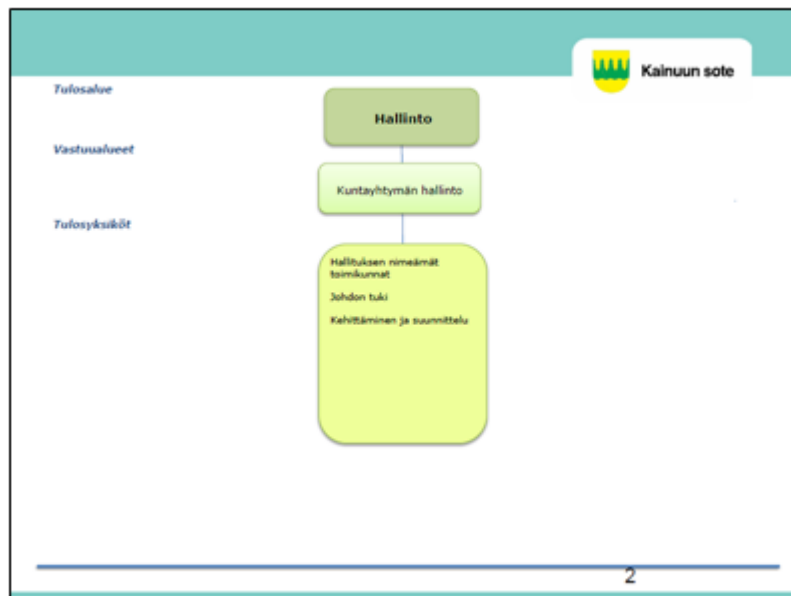 Kainuun sote
Tulosalue
Hallinto
Vastuualueet
Kuntayhtymän hallinto
Tulosyksiköt
Hallituksen nimeämät
toimikunnat
Johdon tuki
Kehittäminen ja suunnittelu
2